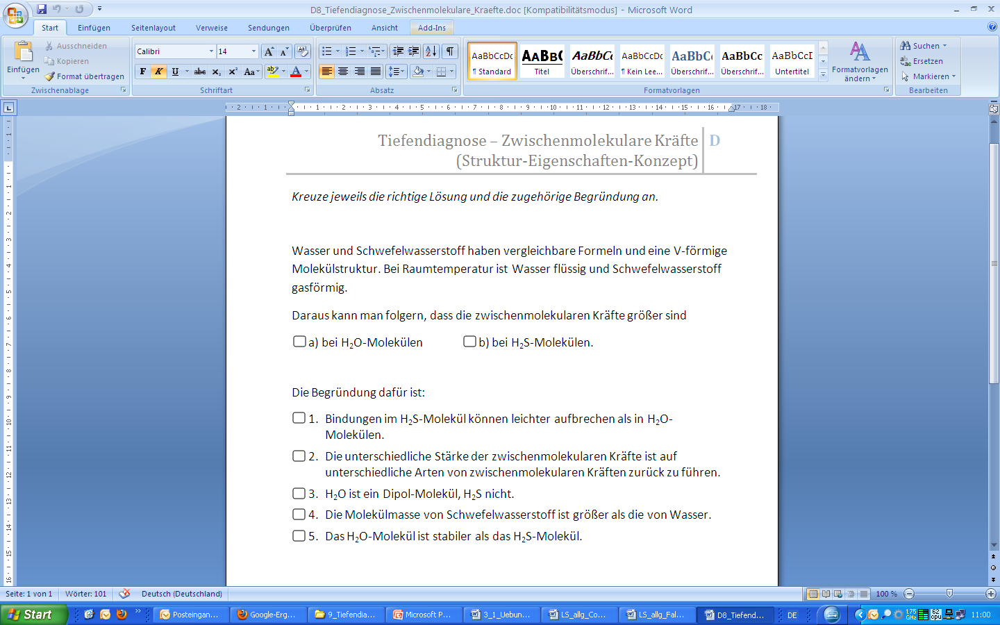 D8_Tiefendiagnose_Zwischenmolekulare_Kraefte.doc [Kompatibilitätsmodus] - Microsoft Word
Start Einfügen Seitenlayout Verweise Sendungen Überprüfen Ansicht Add-Ins
Einfügen
Ausschneiden
Kopieren
Format übertragen
Zwischenablage
Calibri 14
F K U abc x₂ x² Aa
Schriftart
Absatz
AaBbCcDc AaBbC AaBbCc AaBbCcDc AaBbC AaBbCc AaBbCcI
¶ Standard Titel Überschrif... ¶ Kein Lee... Überschrif... Überschrif... Untertitel
Formatvorlagen
Formatvorlagen ändern
Suchen
Ersetzen
Markieren
Bearbeiten
Tiefendiagnose – Zwischenmolekulare Kräfte D
(Struktur-Eigenschaften-Konzept)
Kreuze jeweils die richtige Lösung und die zugehörige Begründung an.
Wasser und Schwefelwasserstoff haben vergleichbare Formeln und eine V-förmige
Molekülstruktur. Bei Raumtemperatur ist Wasser flüssig und Schwefelwasserstoff
gasförmig.
Daraus kann man folgern, dass die zwischenmolekularen Kräfte größer sind
a) bei H₂O-Molekülen b) bei H₂S-Molekülen.
Die Begründung dafür ist:
1. Bindungen im H₂S-Molekül können leichter aufbrechen als in H₂O-
Molekülen.
2. Die unterschiedliche Stärke der zwischenmolekularen Kräfte ist auf
unterschiedliche Arten von zwischenmolekularen Kräften zurück zu führen.
3. H₂O ist ein Dipol-Molekül, H₂S nicht.
4. Die Molekülmasse von Schwefelwasserstoff ist größer als die von Wasser.
5. Das H₂O-Molekül ist stabiler als das H₂S-Molekül.
Seite: 1 von 1 Wörter: 101 Deutsch (Deutschland) 100 %
Start Posteingan... Google-Erg... 9_Tiefendia... Microsoft P... 3_1_Uebun... LS_allg_Co... LS_allg_Fal... D8_Tiefend... DE 11:00